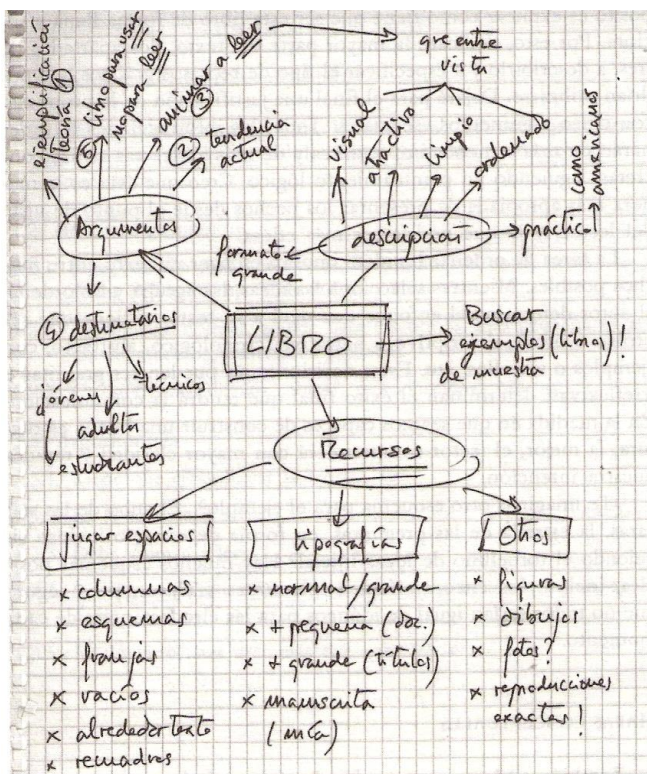 ejemplificación
Teoría ①
⑤ libro para usar
no para leer
animar a leer
③
② tendencia
actual
Argumentos
④ destinatarios
jóvenes
estudiantes
adultos
técnicos
que entre
vista
visual
atractivo
limpio
ordenado
descripción
formato
grande
práctico
como
americanos
LIBRO
Buscar
ejemplos (libros)!
de muestra
Recursos
jugar espacios
x columnas
x esquemas
x franjas
x vacíos
x alrededor texto
x recuadros
tipografías
x normal/grande
x + pequeña (doc.)
x + grande (títulos)
x manuscrita
(mía)
Otros
x figuras
x dibujos
x fotos?
x reproducciones
exactas!